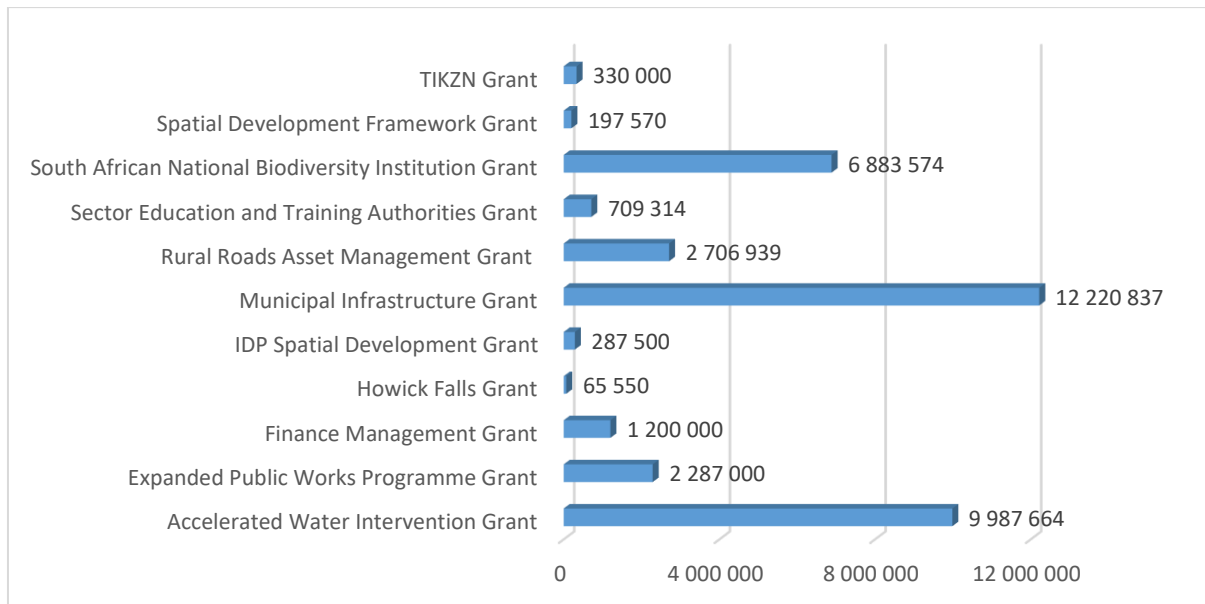 TIKZN Grant 330 000
Spatial Development Framework Grant 197 570
South African National Biodiversity Institution Grant 6 883 574
Sector Education and Training Authorities Grant 709 314
Rural Roads Asset Management Grant 2 706 939
Municipal Infrastructure Grant 12 220 837
IDP Spatial Development Grant 287 500
Howick Falls Grant 65 550
Finance Management Grant 1 200 000
Expanded Public Works Programme Grant 2 287 000
Accelerated Water Intervention Grant 9 987 664
0 4 000 000 8 000 000 12 000 000